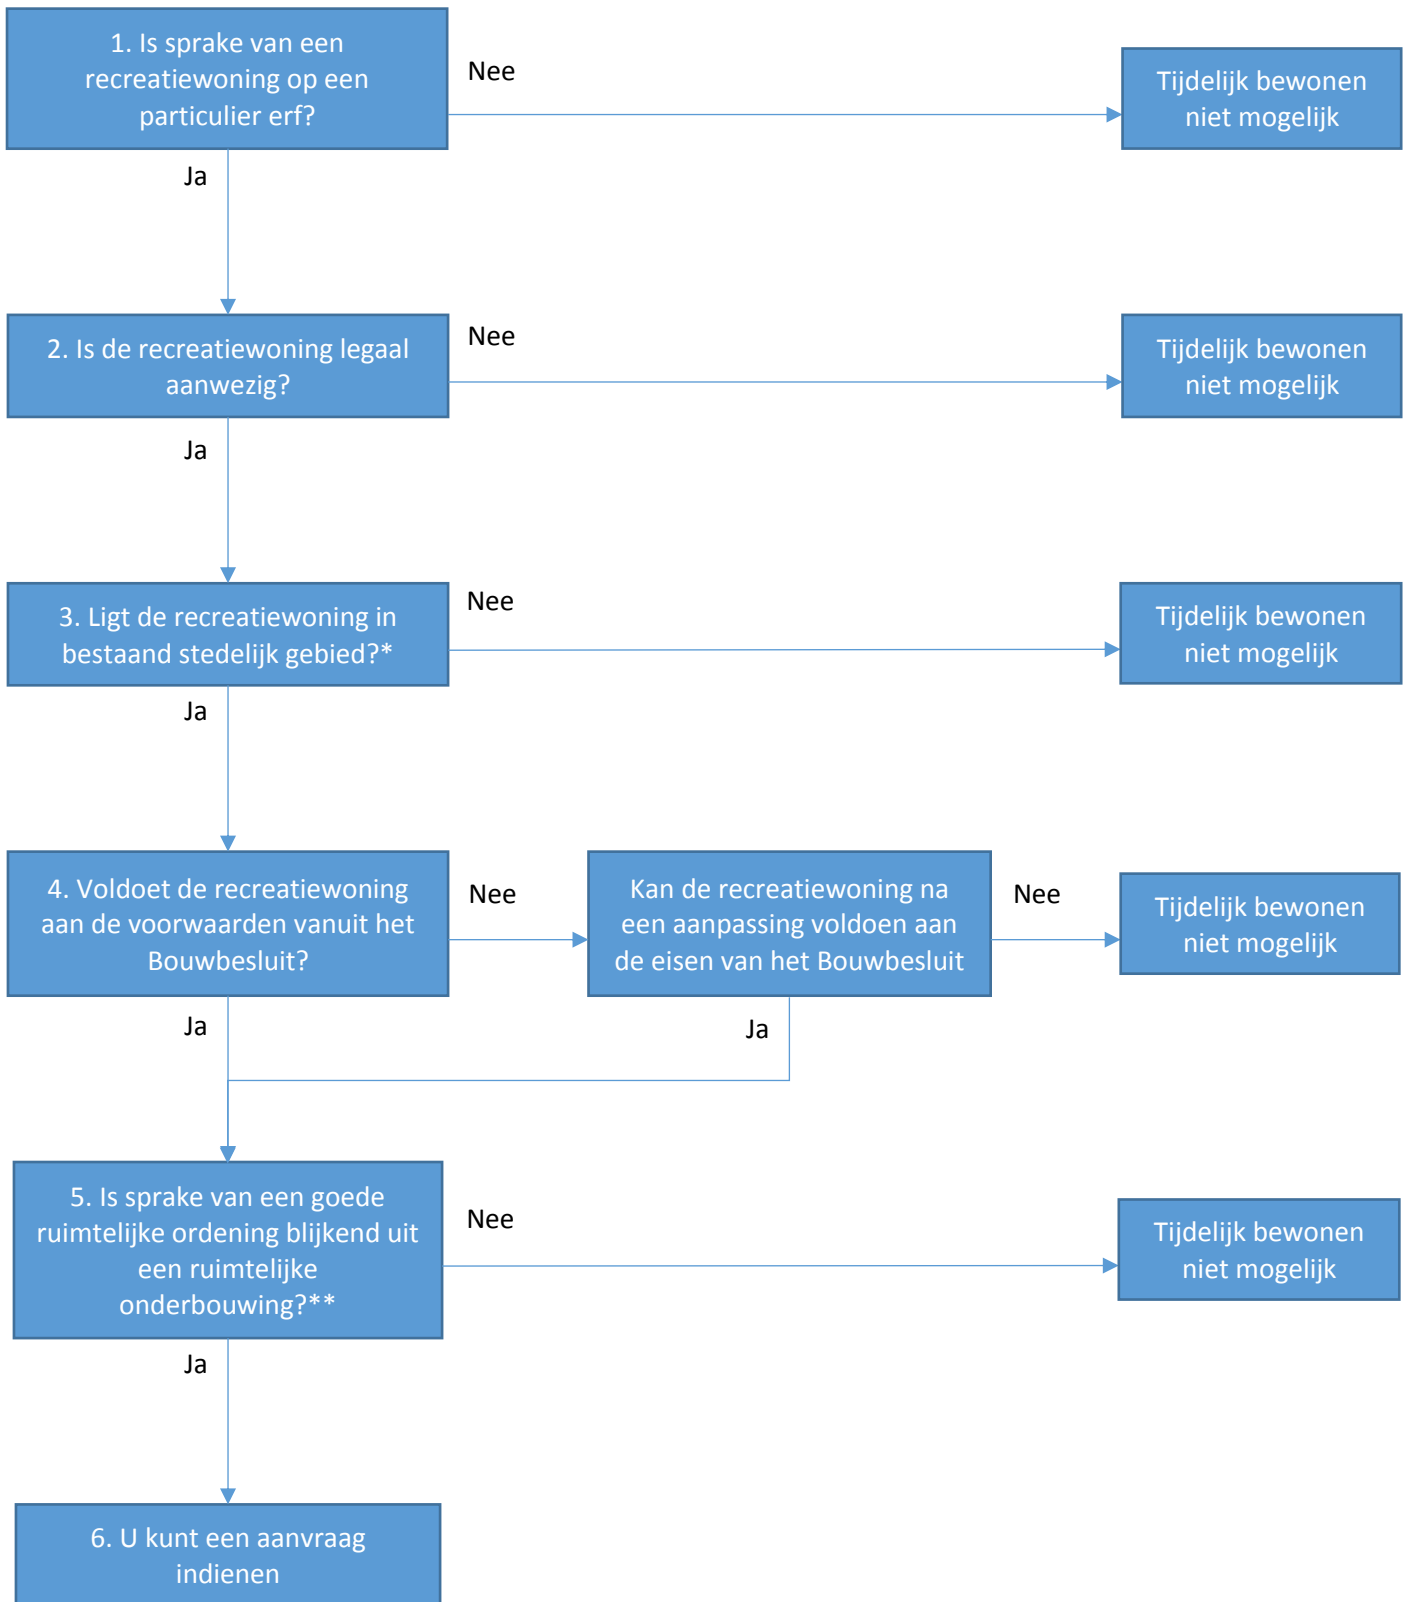 1. Is sprake van een
recreatiewoning op een
particulier erf?
Nee
Tijdelijk bewonen
niet mogelijk
Ja
2. Is de recreatiewoning legaal
aanwezig?
Nee
Tijdelijk bewonen
niet mogelijk
Ja
3. Ligt de recreatiewoning in
bestaand stedelijk gebied?*
Nee
Tijdelijk bewonen
niet mogelijk
Ja
4. Voldoet de recreatiewoning
aan de voorwaarden vanuit het
Bouwbesluit?
Nee
Kan de recreatiewoning na
een aanpassing voldoen aan
de eisen van het Bouwbesluit
Nee
Tijdelijk bewonen
niet mogelijk
Ja
Ja
5. Is sprake van een goede
ruimtelijke ordening blijkend uit
een ruimtelijke
onderbouwing?**
Nee
Tijdelijk bewonen
niet mogelijk
Ja
6. U kunt een aanvraag
indienen